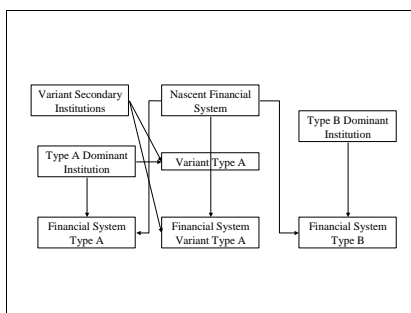 Variant Secondary
Institutions
Nascent Financial
System
Type B Dominant
Institution
Type A Dominant
Institution
Variant Type A
Financial System
Type A
Financial System
Variant Type A
Financial System
Type B